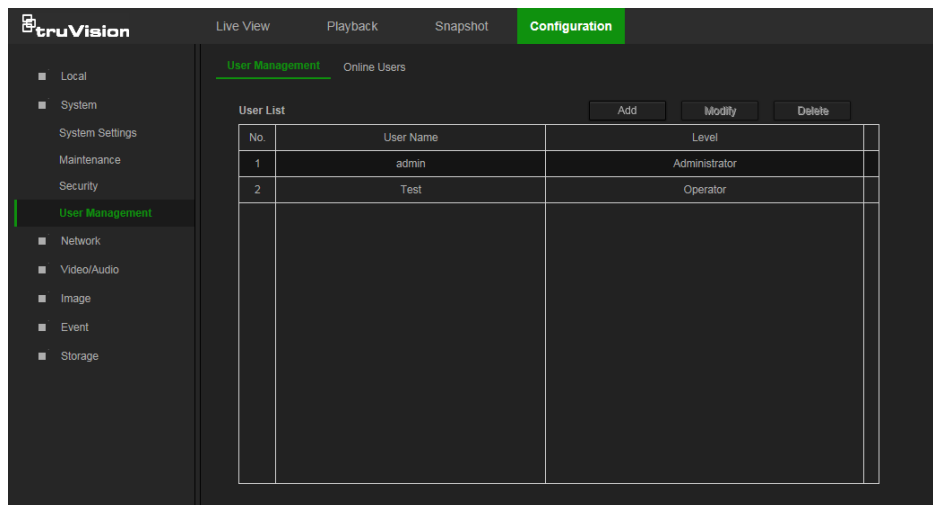 truVision Live View Playback Snapshot Configuration
User Management Online Users
Local
System
System Settings
Maintenance
Security
User Management
Network
Video/Audio
Image
Event
Storage
User List Add Modify Delete
No. User Name Level
1 admin Administrator
2 Test Operator